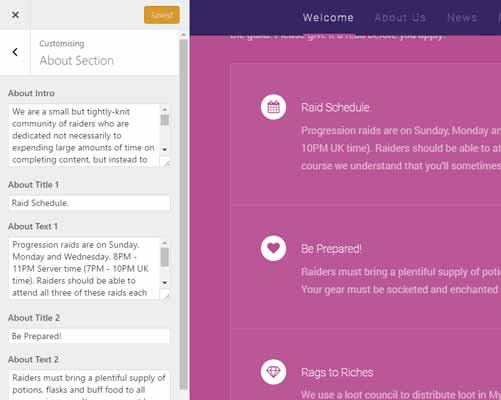 Saved
Customising
About Section
About Intro
We are a small but tightly-knit
community of raiders who are
dedicated not necessarily to
expending large amounts of time on
completing content, but instead to
About Title 1
Raid Schedule.
About Text 1
Progression raids are on Sunday,
Monday and Wednesday, 8PM -
11PM Server time (7PM - 10PM UK
time). Raiders should be able to
attend all three of these raids each
About Title 2
Be Prepared!
About Text 2
Raiders must bring a plentiful supply of
potions, flasks and buff food to all
Welcome About Us News
the guild. Please give it a read before you apply.
Raid Schedule.
Progression raids are on Sunday, Monday an
10PM UK time). Raiders should be able to at
course we understand that you'll sometimes
Be Prepared!
Raiders must bring a plentiful supply of potio
Your gear must be socketed and enchanted
Rags to Riches
We use a loot council to distribute loot in My